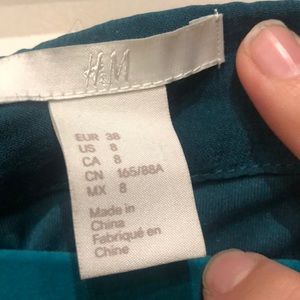 H&M
EUR 38
US 8
CA 8
CN 165/88A
MX 8
Made in
China
Fabriqué en
Chine